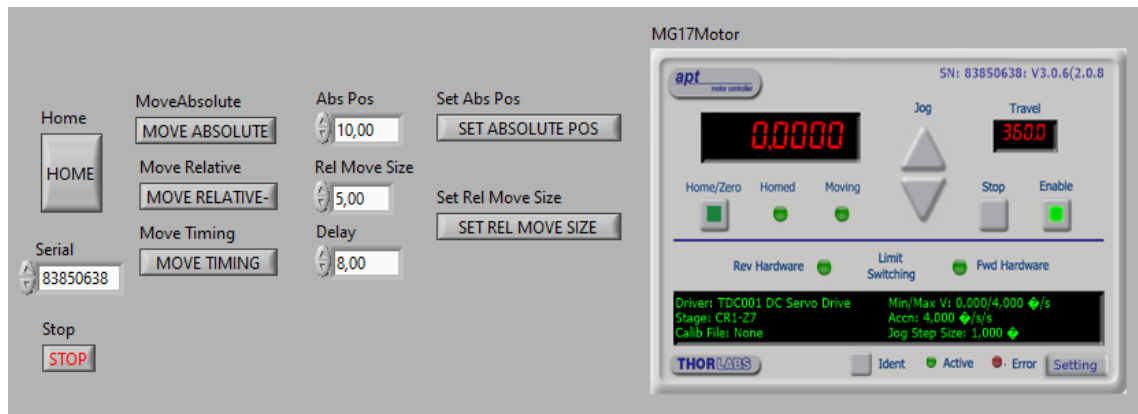 MG17Motor
Home
HOME
Serial
83850638
Stop
STOP
MoveAbsolute
MOVE ABSOLUTE
Move Relative
MOVE RELATIVE-
Move Timing
MOVE TIMING
Abs Pos
10,00
Rel Move Size
5,00
Delay
8,00
Set Abs Pos
SET ABSOLUTE POS
Set Rel Move Size
SET REL MOVE SIZE
apt
motor controller
SN: 83850638: V3.0.6(2.0.8
0,0000
Jog
Travel
360.0
Home/Zero Homed Moving
Stop Enable
Rev Hardware
Limit
Switching
Fwd Hardware
Driver: TDC001 DC Servo Drive
Stage: CR1-Z7
Calib File: None
Min/Max V: 0,000/4,000 �/s
Accn: 4,000 �/s/s
Jog Step Size: 1,000 �
THORLABS
Ident Active Error Setting